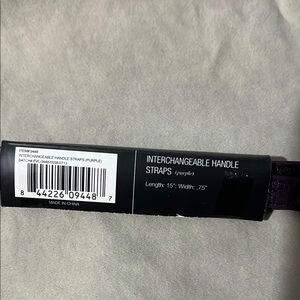 ITEM# 9448
INTERCHANGEABLE HANDLE STRAPS (PURPLE)
8 44226 09448 7
MADE IN CHINA
INTERCHANGEABLE HANDLE
STRAPS (purple)
Length: 15"; Width: .75"